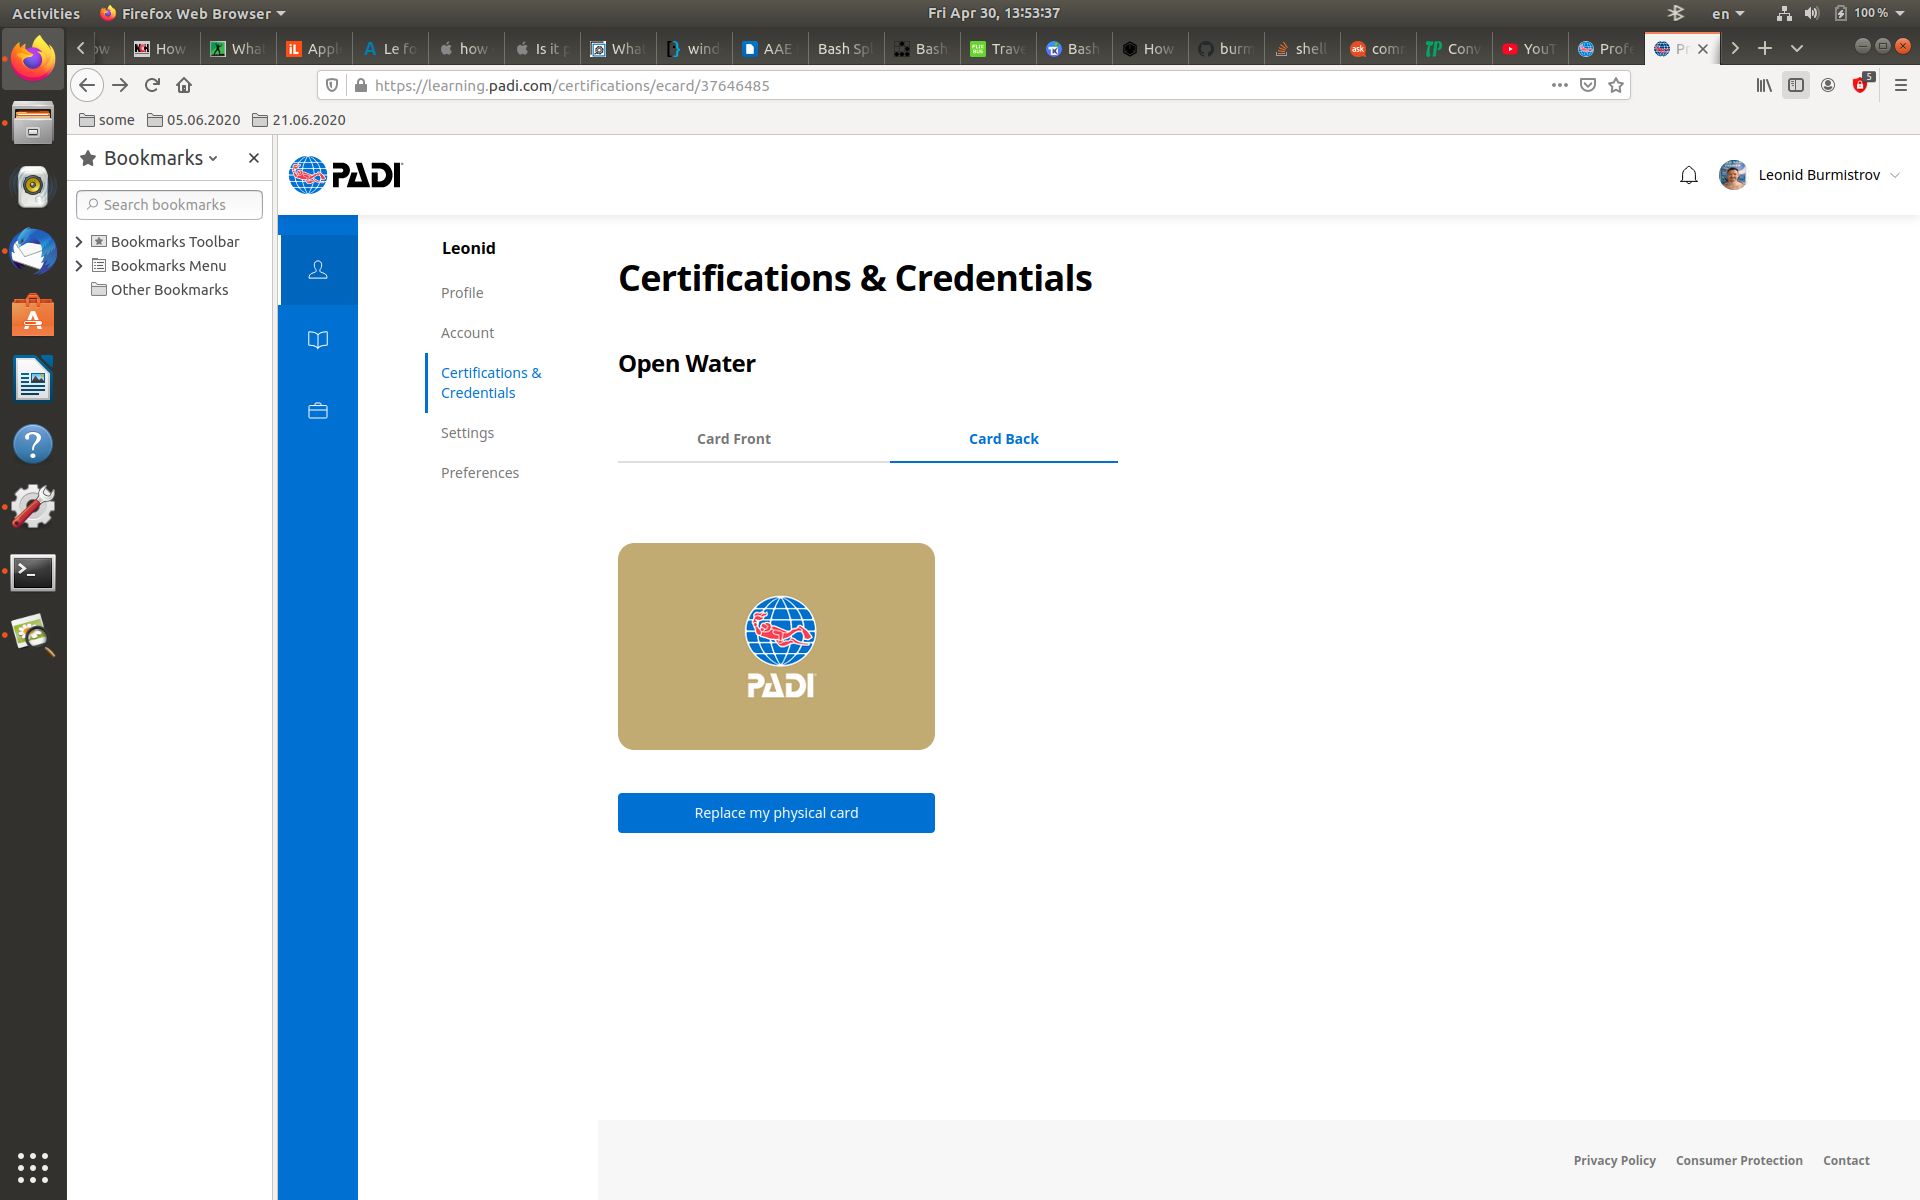 Activities
Firefox Web Browser
Fri Apr 30, 13:53:37
en
100 %
ow
How
What
Apple
Le fo
how
Is it p
What
wind
AAE
Bash Spl
Bash
Trave
Bash
How
burm
shell
com
Conv
YouT
Profe
Pr
https://learning.padi.com/certifications/ecard/37646485
5
some
05.06.2020
21.06.2020
Bookmarks
Search bookmarks
Bookmarks Toolbar
Bookmarks Menu
Other Bookmarks
PADI
Leonid Burmistrov
Leonid
Profile
Account
Certifications &
Credentials
Settings
Preferences
Certifications & Credentials
Open Water
Card Front
Card Back
PADI
Replace my physical card
Privacy Policy
Consumer Protection
Contact